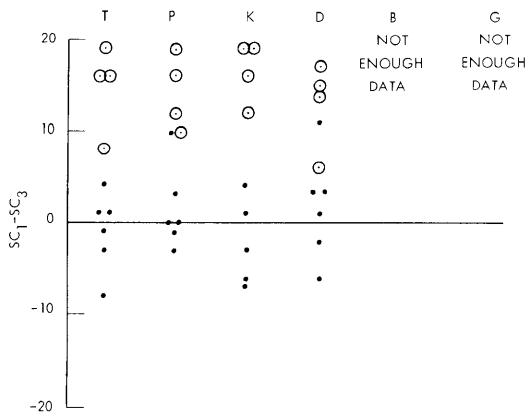 T P K D B G
NOT NOT
ENOUGH ENOUGH
DATA DATA
20
10
0
-10
-20
SC1-SC3